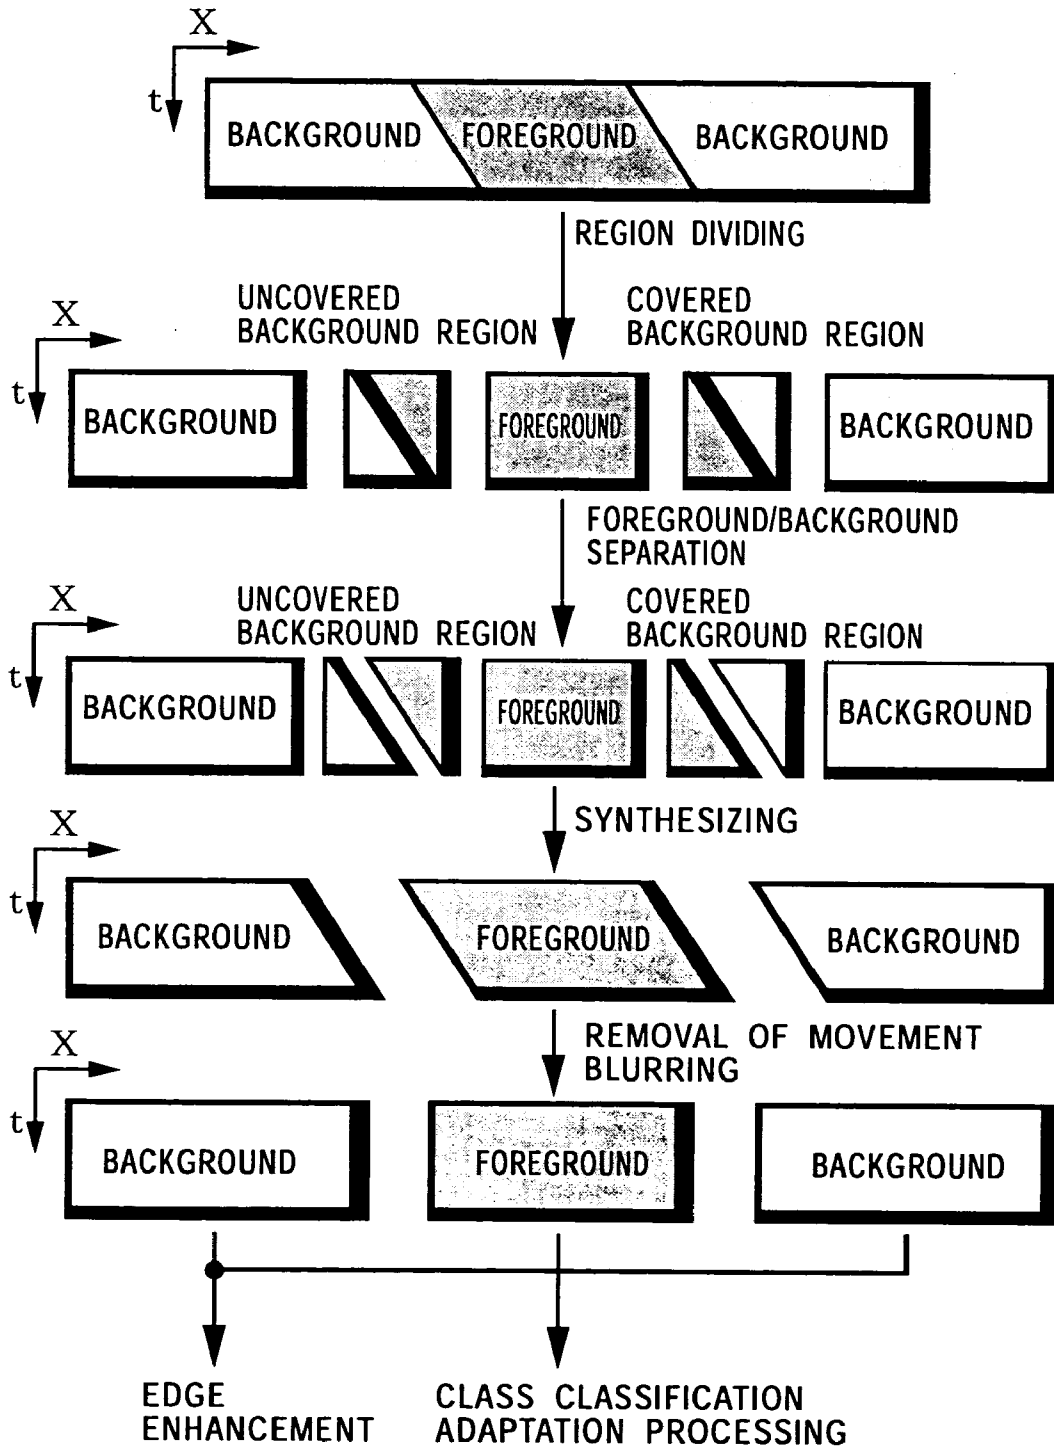 X
t
BACKGROUND FOREGROUND BACKGROUND
REGION DIVIDING
UNCOVERED
BACKGROUND REGION
COVERED
BACKGROUND REGION
X
t
BACKGROUND FOREGROUND BACKGROUND
FOREGROUND/BACKGROUND
SEPARATION
UNCOVERED
BACKGROUND REGION
COVERED
BACKGROUND REGION
X
t
BACKGROUND FOREGROUND BACKGROUND
SYNTHESIZING
X
t
BACKGROUND FOREGROUND BACKGROUND
REMOVAL OF MOVEMENT
BLURRING
X
t
BACKGROUND FOREGROUND BACKGROUND
EDGE
ENHANCEMENT
CLASS CLASSIFICATION
ADAPTATION PROCESSING